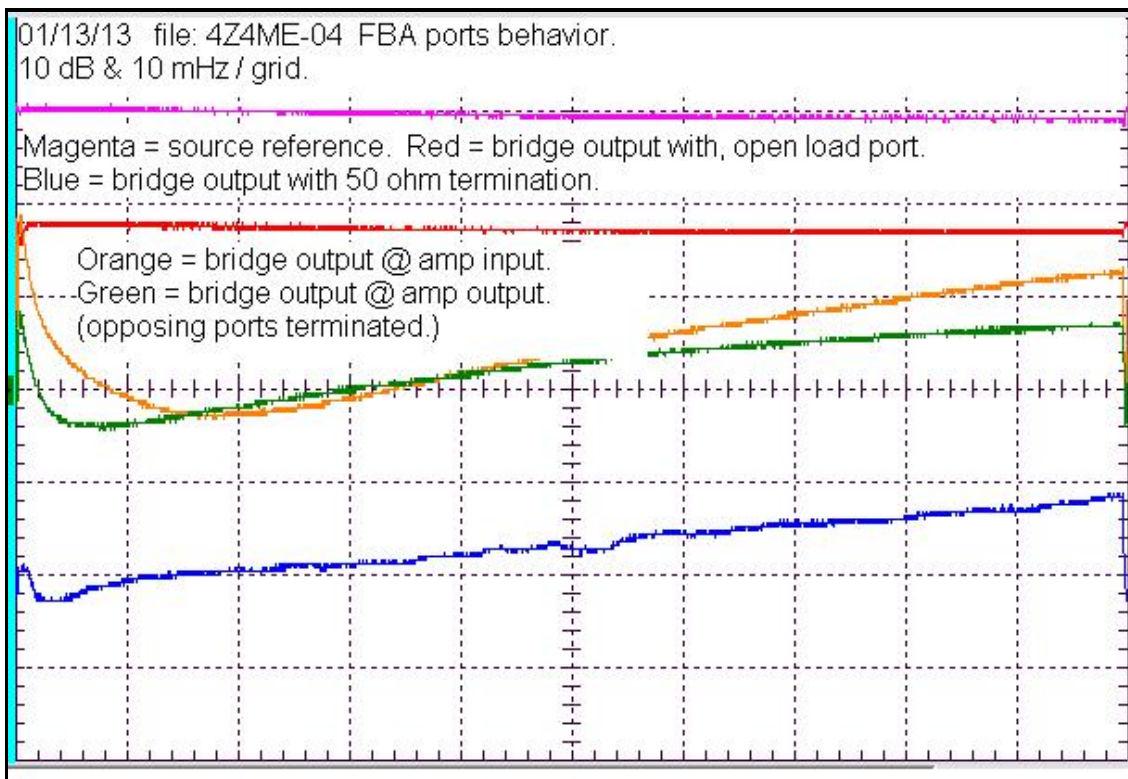 01/13/13 file: 4Z4ME-04 FBA ports behavior.
10 dB & 10 mHz / grid.
Magenta = source reference. Red = bridge output with, open load port.
Blue = bridge output with 50 ohm termination.
Orange = bridge output @ amp input.
Green = bridge output @ amp output.
(opposing ports terminated.)